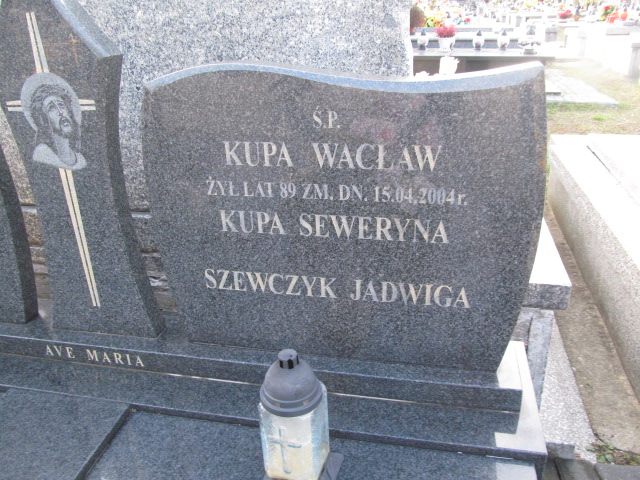 Ś.P.
KUPA WACŁAW
ŻYŁ LAT 89 ZM. DN. 15.04.2004r.
KUPA SEWERYNA
SZEWCZYK JADWIGA
AVE MARIA